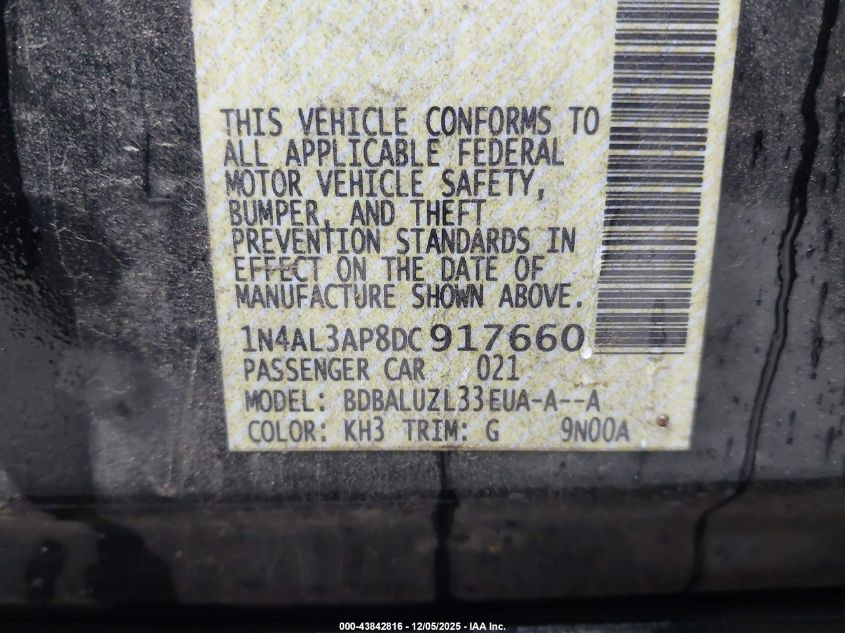 THIS VEHICLE CONFORMS TO
ALL APPLICABLE FEDERAL
MOTOR VEHICLE SAFETY,
BUMPER, AND THEFT
PREVENTION STANDARDS IN
EFFECT ON THE DATE OF
MANUFACTURE SHOWN ABOVE.
1N4AL3AP8DC917660
PASSENGER CAR 021
MODEL: BDBALUZL33EUA-A--A
COLOR: KH3 TRIM: G 9N00A
000-43842816 - 12/05/2025 - IAA Inc.